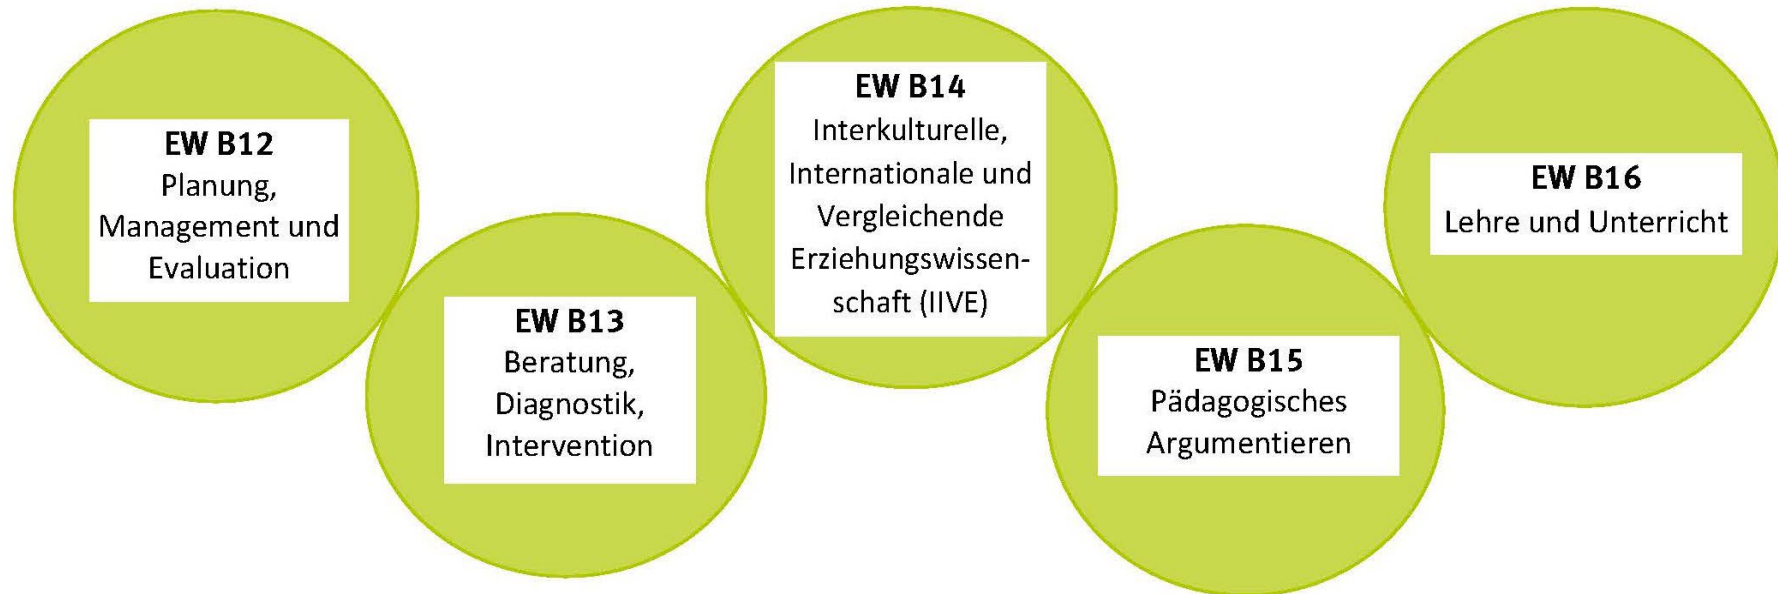 EW B12
Planung,
Management und
Evaluation
EW B13
Beratung,
Diagnostik,
Intervention
EW B14
Interkulturelle,
Internationale und
Vergleichende
Erziehungswissen-
schaft (IIVE)
EW B15
Pädagogisches
Argumentieren
EW B16
Lehre und Unterricht